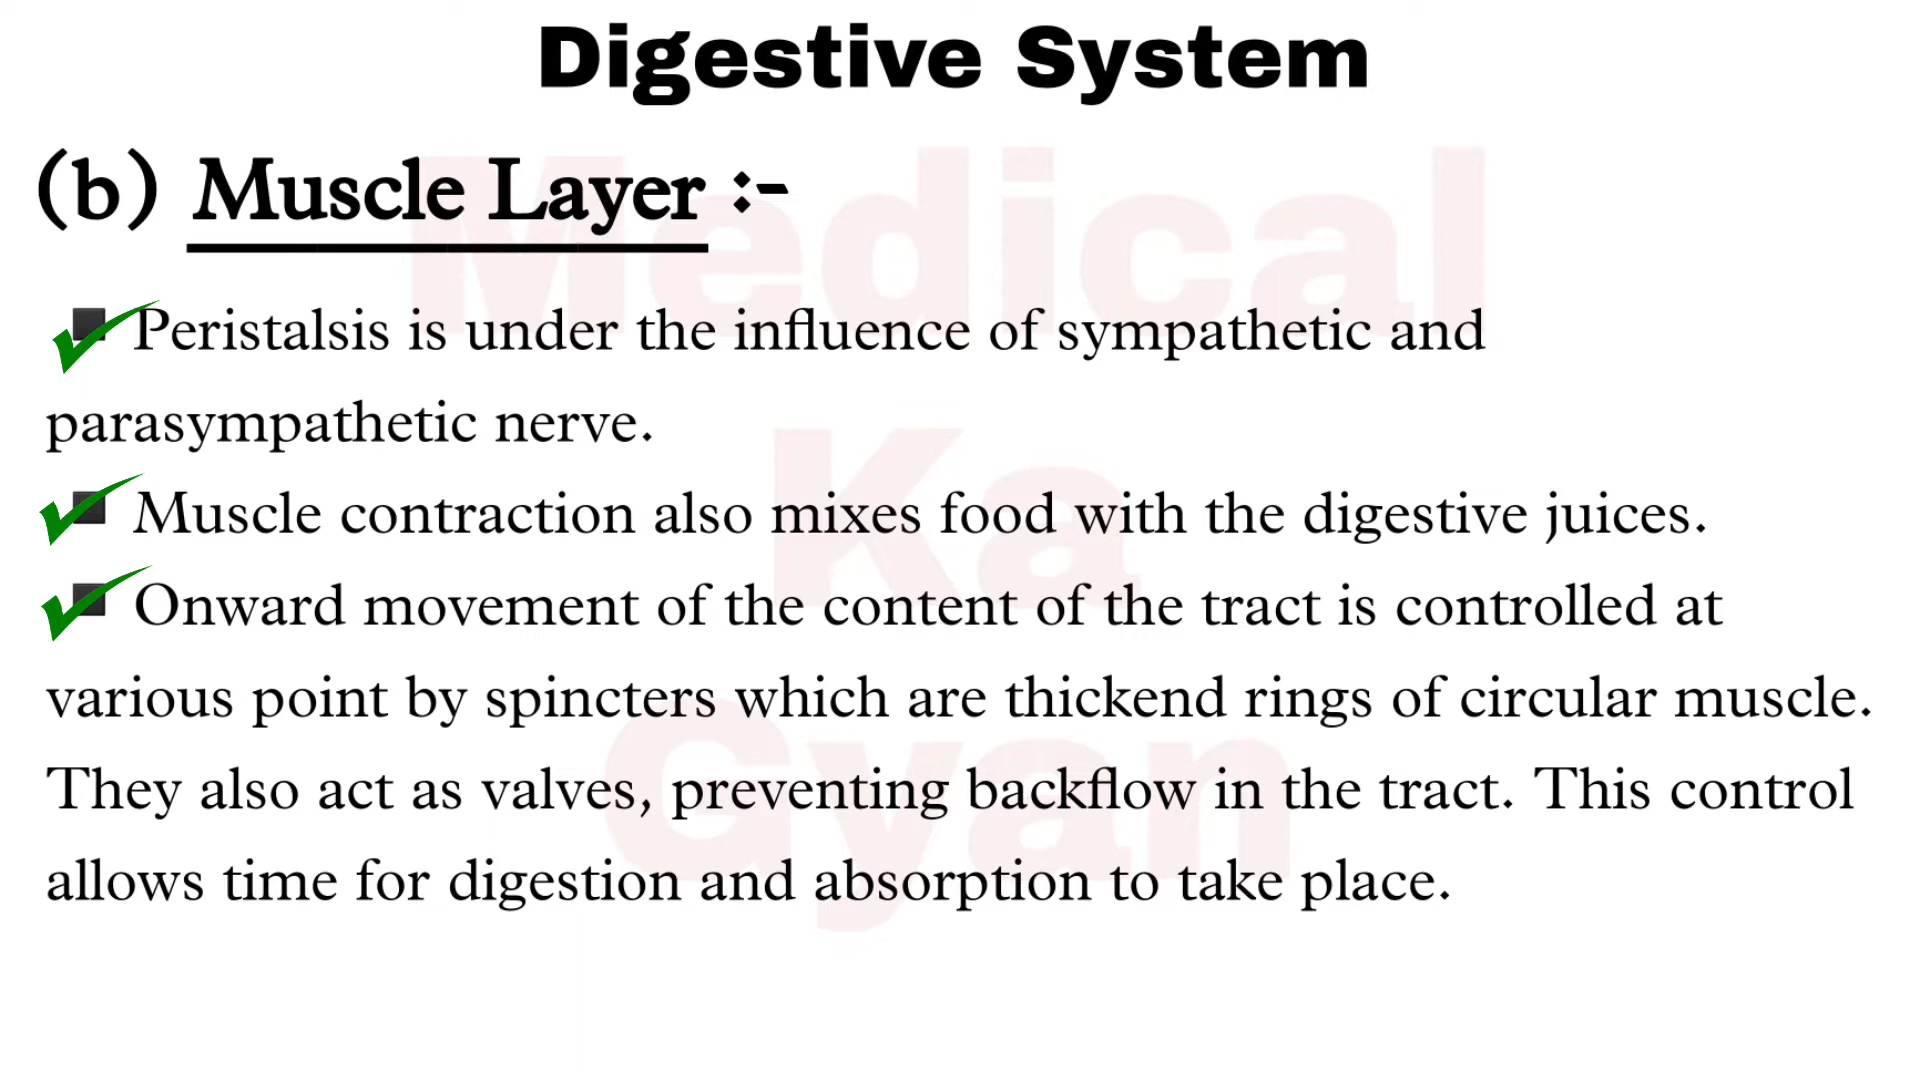 Digestive System
(b) Muscle Layer :-
Peristalsis is under the influence of sympathetic and
parasympathetic nerve.
Muscle contraction also mixes food with the digestive juices.
Onward movement of the content of the tract is controlled at
various point by spincters which are thickend rings of circular muscle.
They also act as valves, preventing backflow in the tract. This control
allows time for digestion and absorption to take place.
Medical
Ka
Gyan